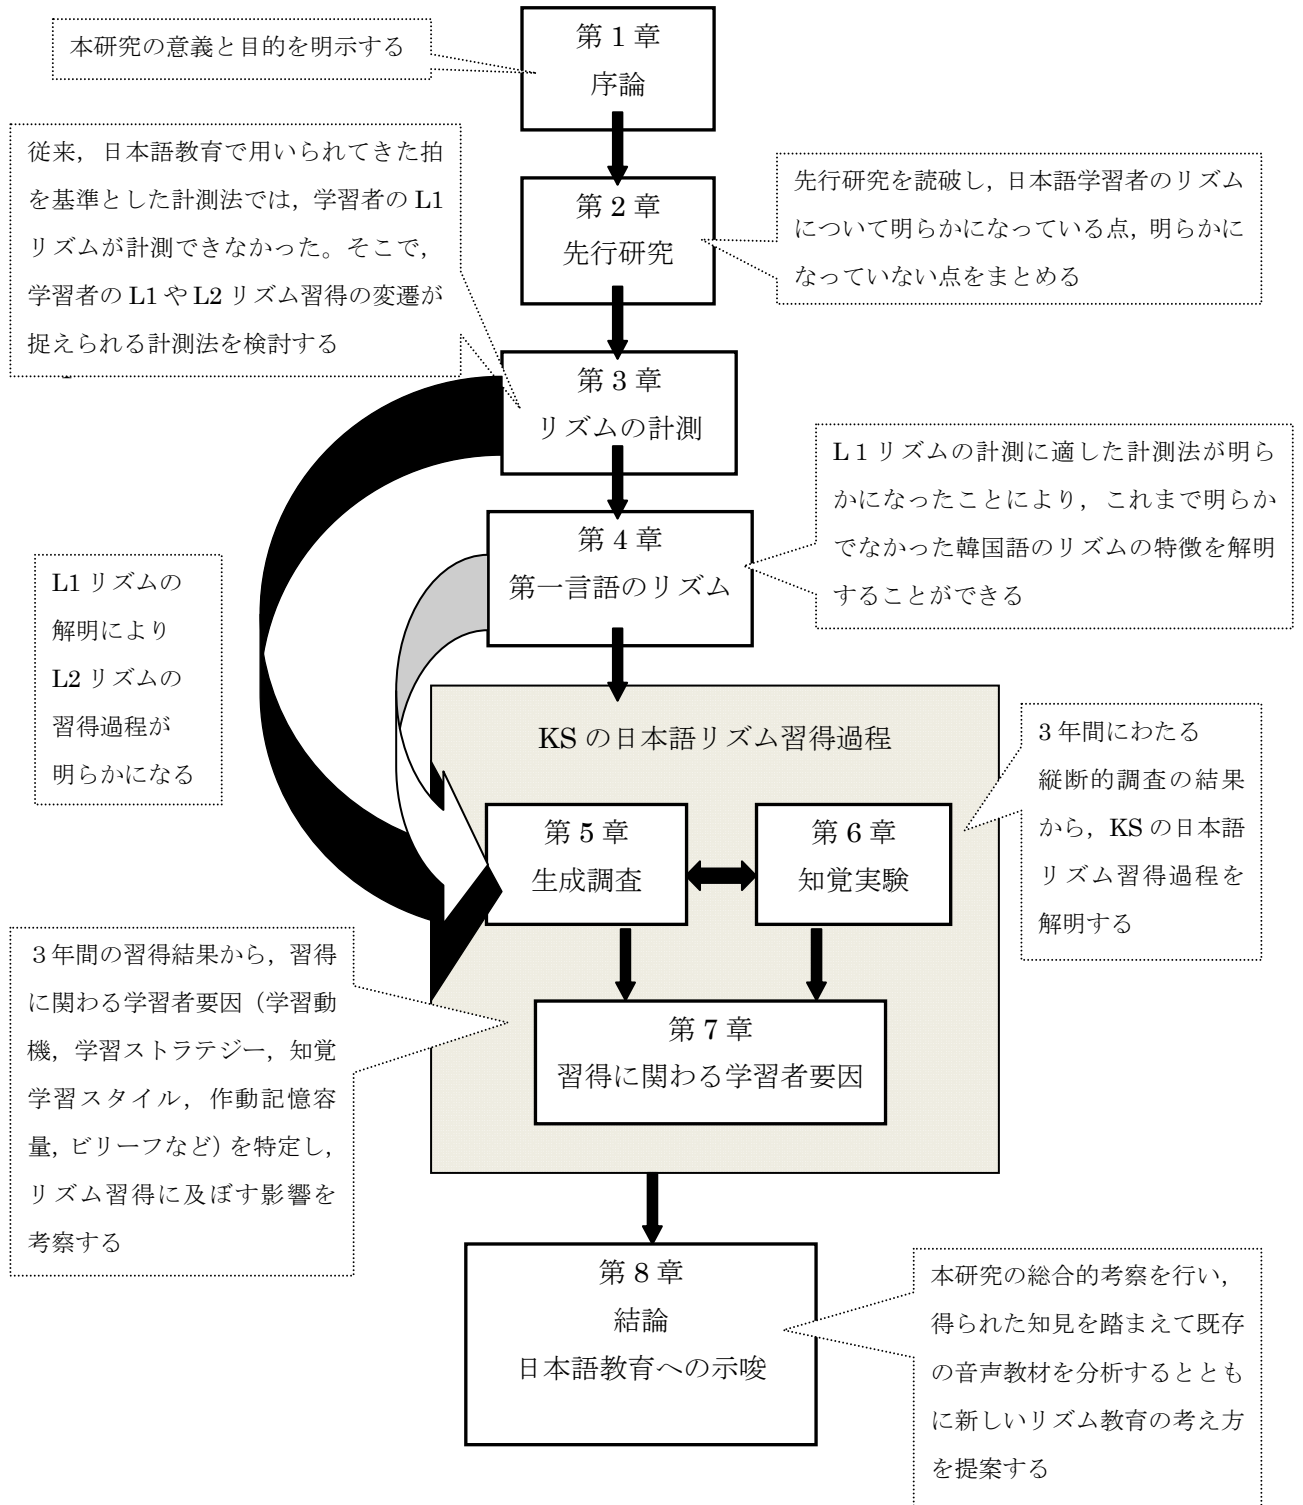 第 1 章
序論
本研究の意義と目的を明示する
従来，日本語教育で用いられてきた拍
を基準とした計測法では，学習者の L1
リズムが計測できなかった。そこで，
学習者の L1 や L2 リズム習得の変遷が
捉えられる計測法を検討する
第 2 章
先行研究
先行研究を読破し，日本語学習者のリズム
について明らかになっている点，明らかに
なっていない点をまとめる
第 3 章
リズムの計測
第 4 章
第一言語のリズム
L１リズムの計測に適した計測法が明ら
かになったことにより，これまで明らか
でなかった韓国語のリズムの特徴を解明
することができる
L1 リズムの
解明により
L2 リズムの
習得過程が
明らかになる
KS の日本語リズム習得過程
3 年間にわたる
縦断的調査の結果
から，KS の日本語
リズム習得過程を
解明する
第 5 章
生成調査
第 6 章
知覚実験
３年間の習得結果から，習得
に関わる学習者要因（学習動
機，学習ストラテジー，知覚
学習スタイル，作動記憶容
量，ビリーフなど）を特定し，
リズム習得に及ぼす影響を
考察する
第 7 章
習得に関わる学習者要因
第 8 章
結論
日本語教育への示唆
本研究の総合的考察を行い，
得られた知見を踏まえて既存
の音声教材を分析するととも
に新しいリズム教育の考え方
を提案する